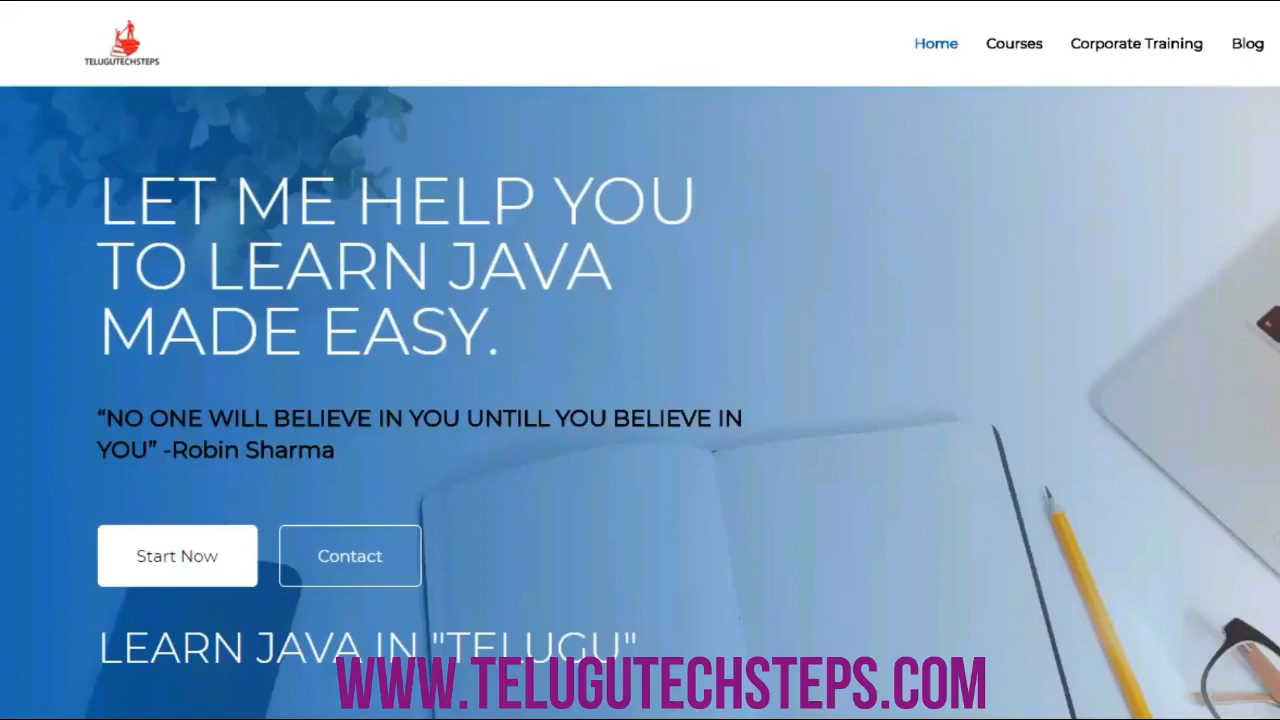 TELUGUTECHSTEPS
Home Courses Corporate Training Blog
LET ME HELP YOU
TO LEARN JAVA
MADE EASY.
“NO ONE WILL BELIEVE IN YOU UNTILL YOU BELIEVE IN
YOU” -Robin Sharma
Start Now Contact
LEARN JAVA IN "TELUGU"
WWW.TELUGUTECHSTEPS.COM